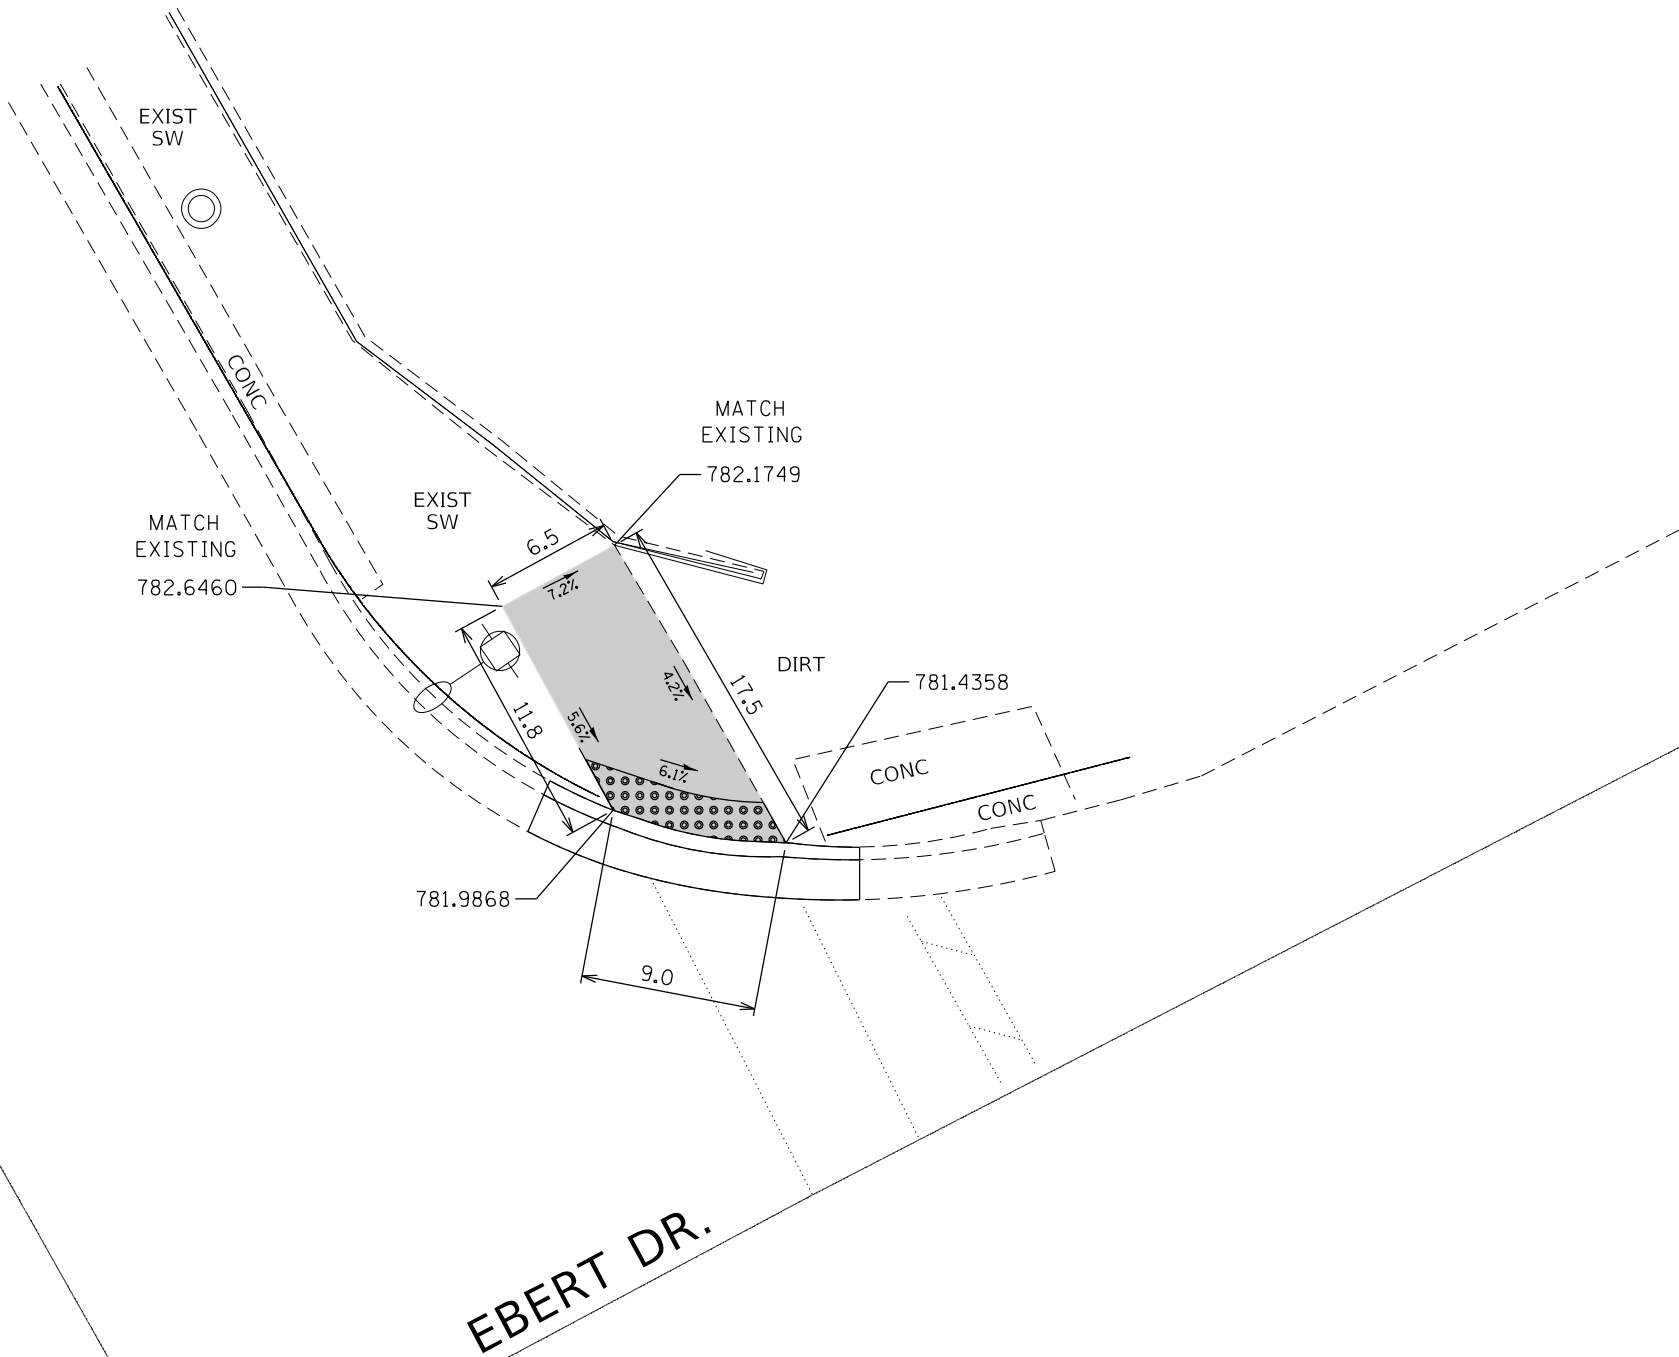 EXIST
SW
CONC
MATCH
EXISTING
782.1749
EXIST
SW
MATCH
EXISTING
782.6460
6.5
7.2%
DIRT
4.2%
17.5
781.4358
11.8
5.6%
6.1%
CONC
CONC
781.9868
9.0
EBERT DR.